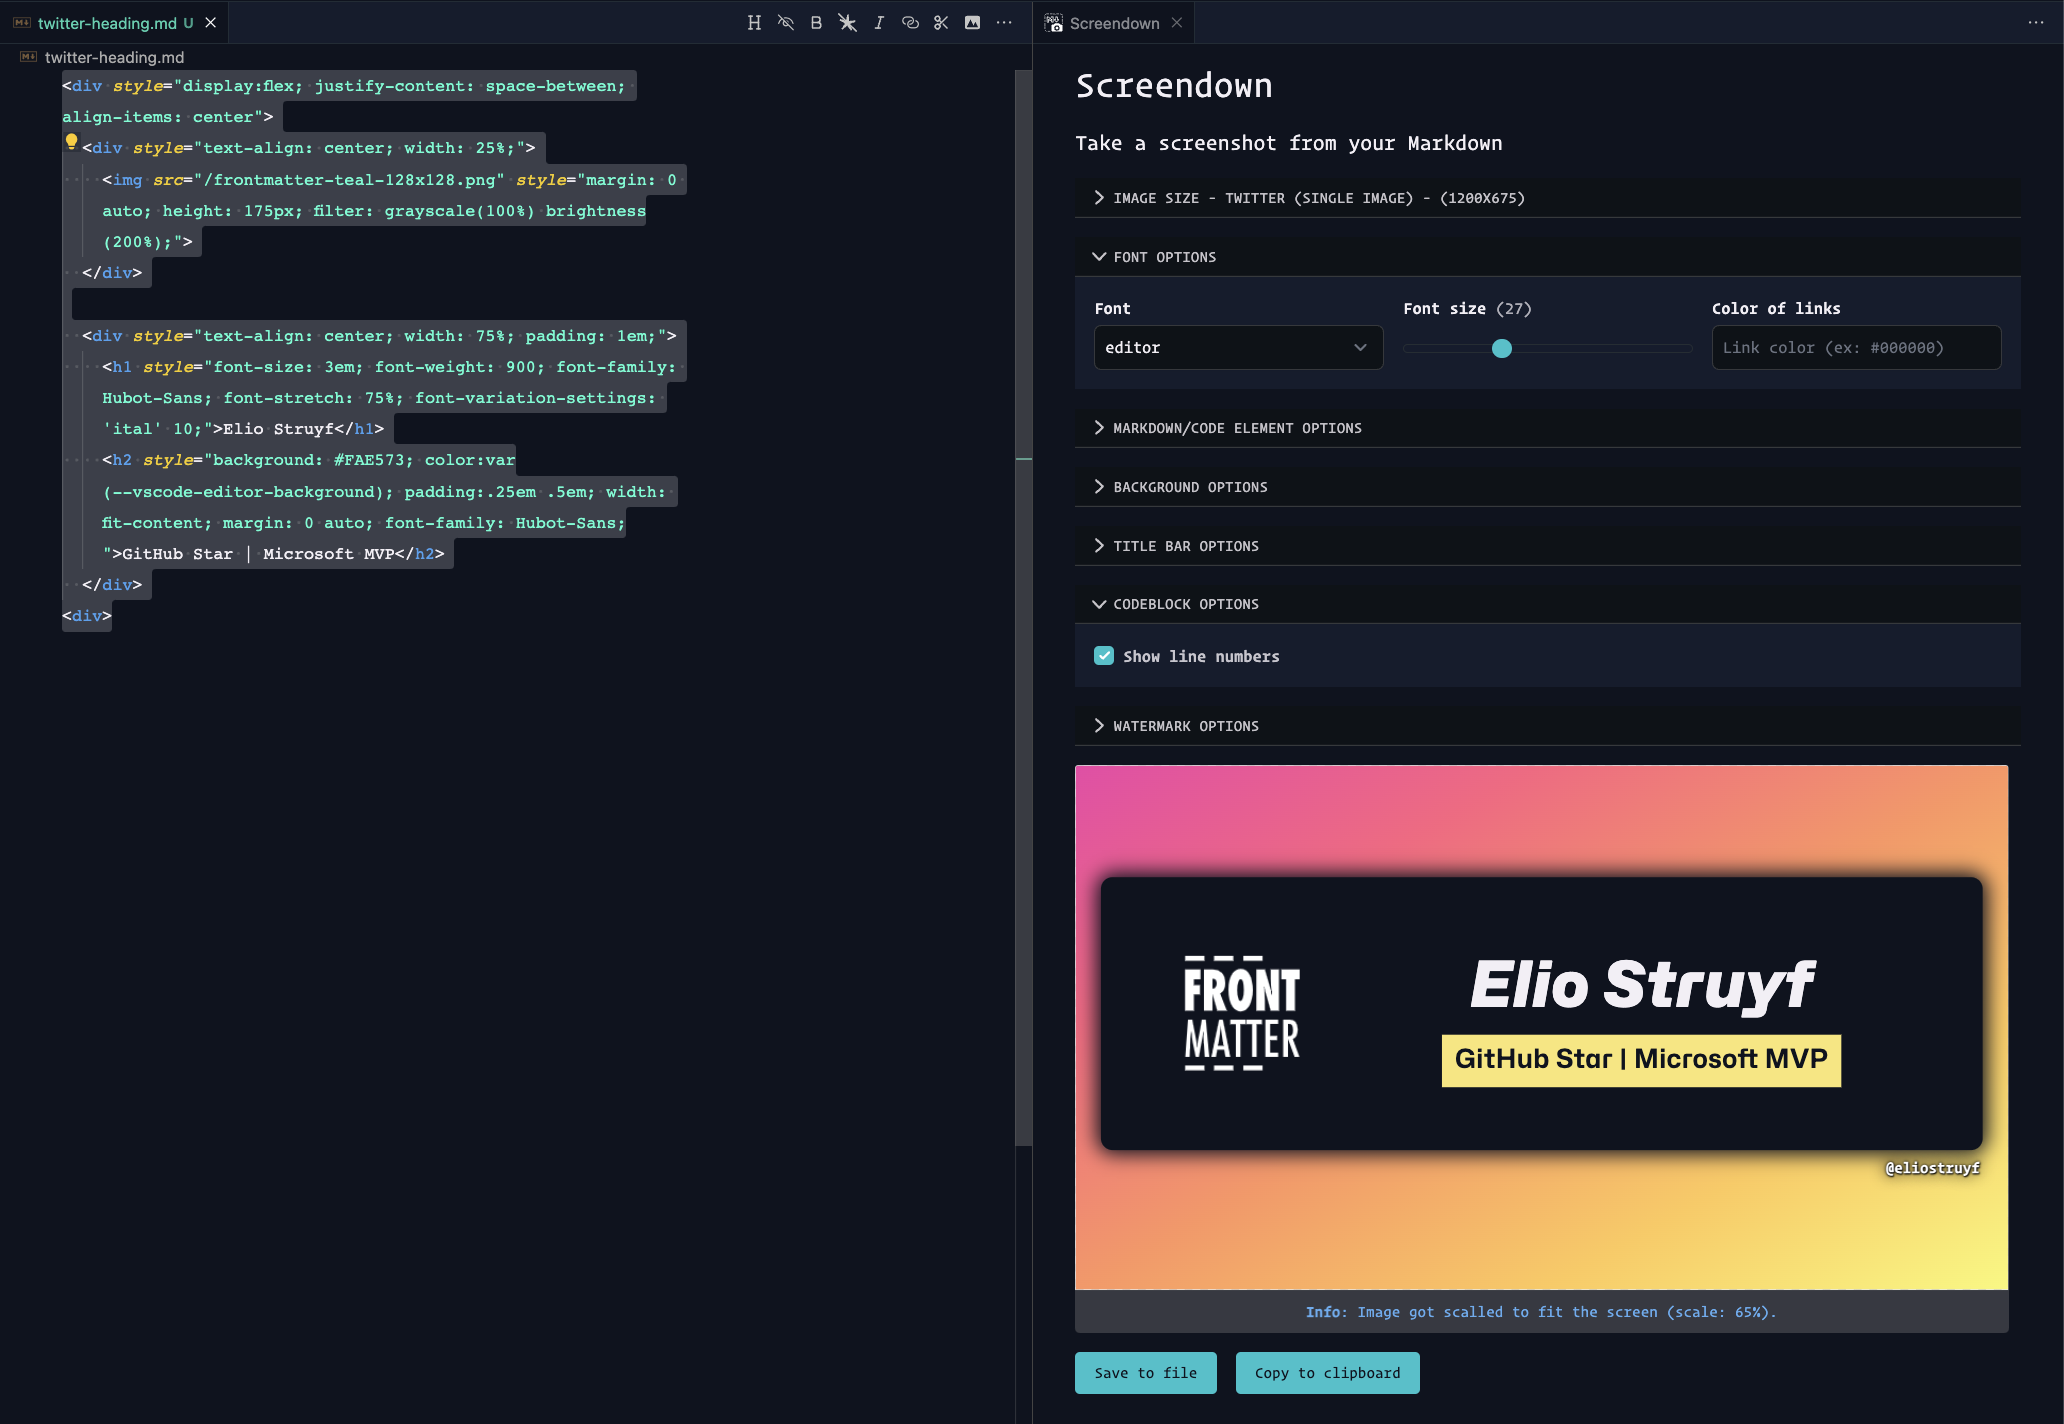 twitter-heading.md U
H B I
Screendown
twitter-heading.md
<div style="display:flex; justify-content: space-between;
align-items: center">
<div style="text-align: center; width: 25%;">
<img src="/frontmatter-teal-128x128.png" style="margin: 0
auto; height: 175px; filter: grayscale(100%) brightness
(200%);">
</div>
<div style="text-align: center; width: 75%; padding: 1em;">
<h1 style="font-size: 3em; font-weight: 900; font-family:
Hubot-Sans; font-stretch: 75%; font-variation-settings:
'ital' 10;">Elio Struyf</h1>
<h2 style="background: #FAE573; color:var
(--vscode-editor-background); padding:.25em .5em; width:
fit-content; margin: 0 auto; font-family: Hubot-Sans;
">GitHub Star | Microsoft MVP</h2>
</div>
<div>
Screendown
Take a screenshot from your Markdown
IMAGE SIZE - TWITTER (SINGLE IMAGE) - (1200X675)
FONT OPTIONS
Font
Font size (27)
Color of links
editor
Link color (ex: #000000)
MARKDOWN/CODE ELEMENT OPTIONS
BACKGROUND OPTIONS
TITLE BAR OPTIONS
CODEBLOCK OPTIONS
Show line numbers
WATERMARK OPTIONS
FRONT
MATTER
Elio Struyf
GitHub Star | Microsoft MVP
@eliostruyf
Info: Image got scalled to fit the screen (scale: 65%).
Save to file
Copy to clipboard